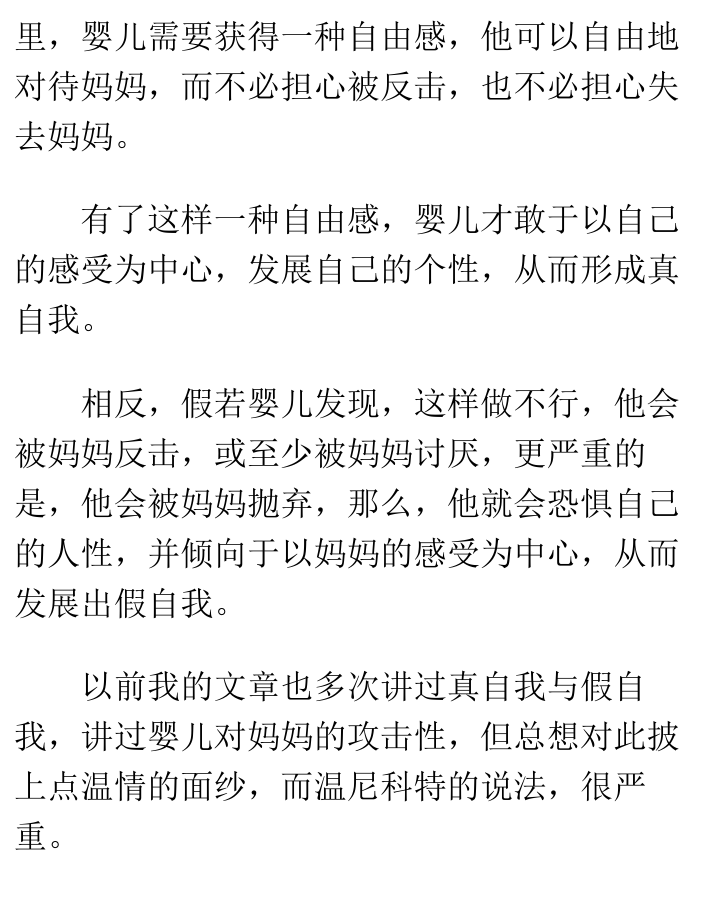 里，婴儿需要获得一种自由感，他可以自由地
对待妈妈，而不必担心被反击，也不必担心失
去妈妈。
有了这样一种自由感，婴儿才敢于以自己
的感受为中心，发展自己的个性，从而形成真
自我。
相反，假若婴儿发现，这样做不行，他会
被妈妈反击，或至少被妈妈讨厌，更严重的
是，他会被妈妈抛弃，那么，他就会恐惧自己
的人性，并倾向于以妈妈的感受为中心，从而
发展出假自我。
以前我的文章也多次讲过真自我与假自
我，讲过婴儿对妈妈的攻击性，但总想对此披
上点温情的面纱，而温尼科特的说法，很严
重。